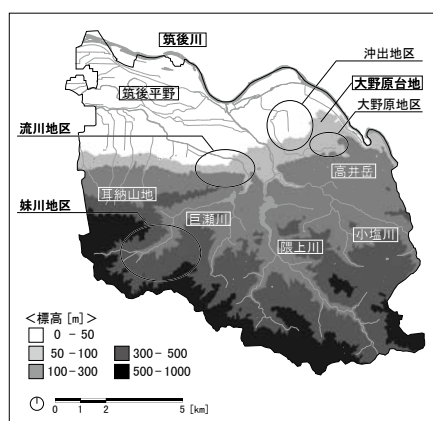 筑後川
沖出地区
大野原台地
筑後平野
大野原地区
流川地区
高井岳
耳納山地
妹川地区
巨瀬川
小塩川
隈上川
<標高 [m]>
0 - 50
50 - 100
300 - 500
100 - 300
500 - 1000
0 1 2 5 [km]